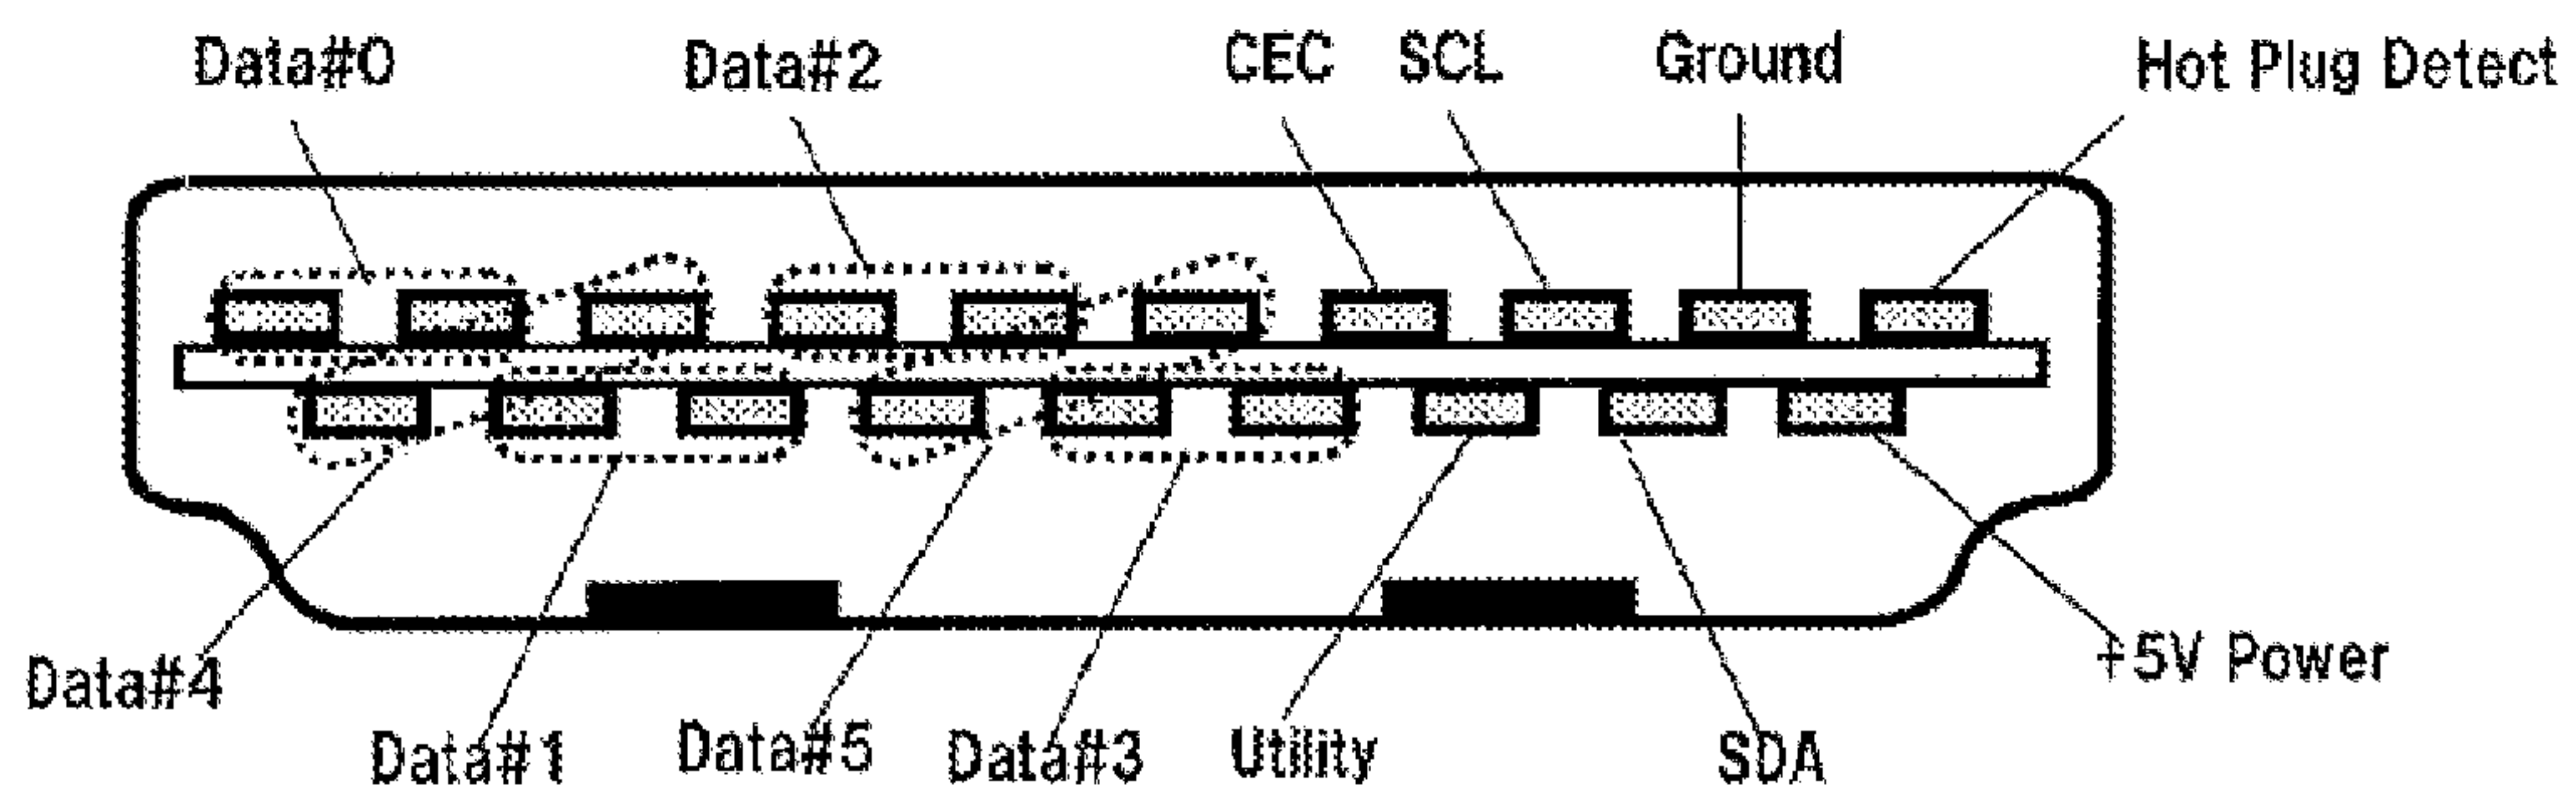 Data#0 Data#2 CEC SCL Ground Hot Plug Detect
Data#4 Data#1 Data#5 Data#3 Utility SDA +5V Power